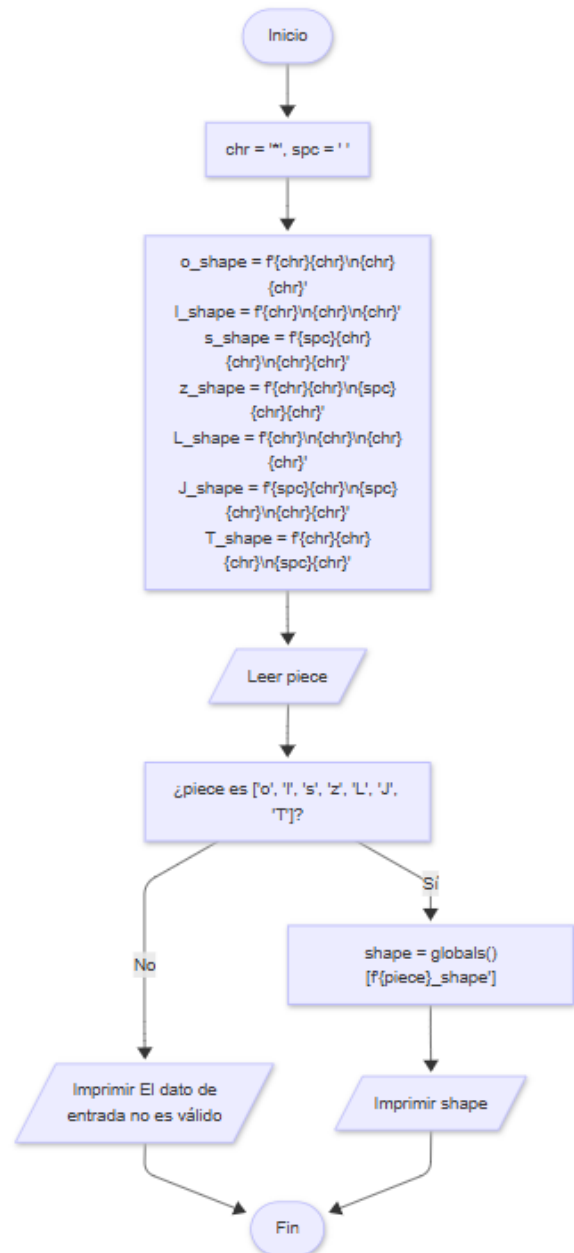 Inicio
chr = '*', spc = ' '
o_shape = f'{chr}{chr}\n{chr}
{chr}'
I_shape = f'{chr}\n{chr}\n{chr}'
s_shape = f'{spc}{chr}
{chr}\n{chr}{chr}'
z_shape = f'{chr}{chr}\n{spc}
{chr}{chr}'
L_shape = f'{chr}\n{chr}\n{chr}
{chr}'
J_shape = f'{spc}{chr}\n{spc}
{chr}\n{chr}{chr}'
T_shape = f'{chr}{chr}
{chr}\n{spc}{chr}'
Leer piece
¿piece es ['o', 'I', 's', 'z', 'L', 'J',
'T']?
Sí
No
shape = globals()
[f'{piece}_shape']
Imprimir El dato de
entrada no es válido
Imprimir shape
Fin